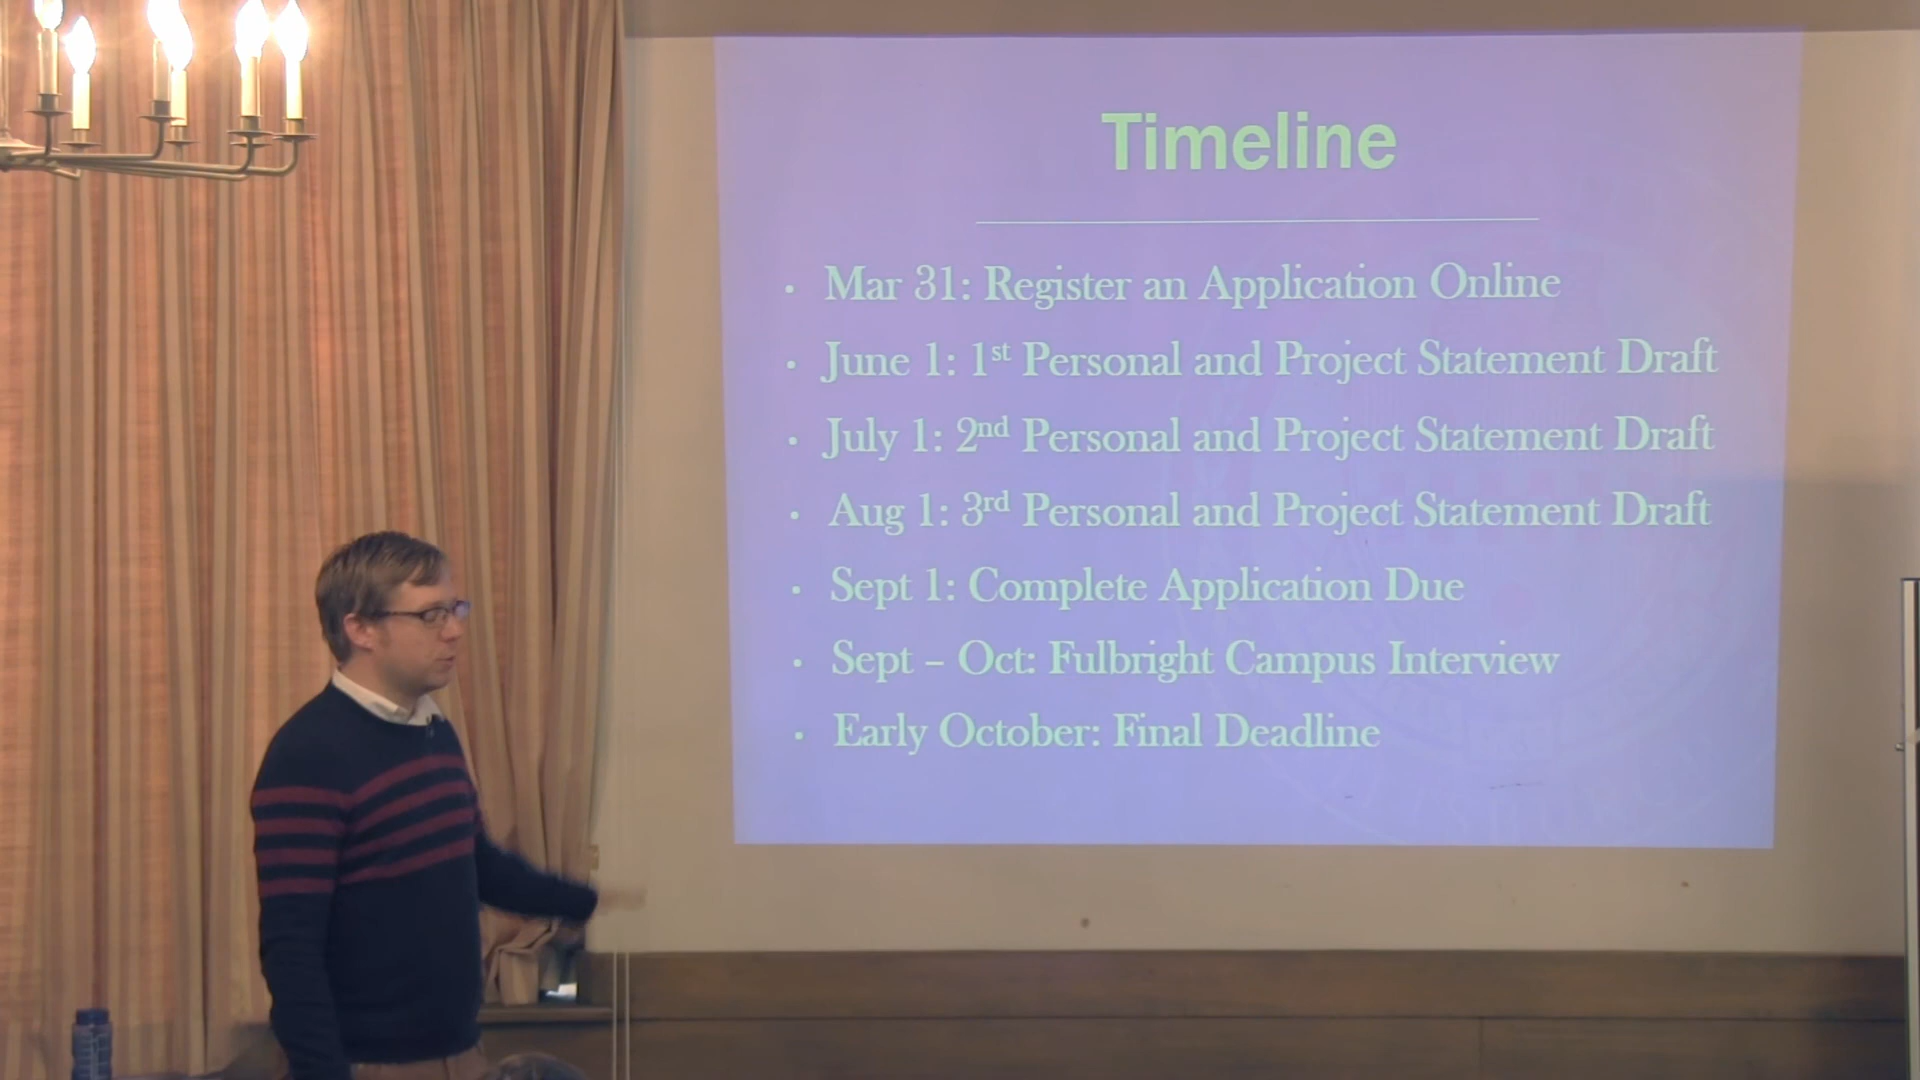 Timeline
• Mar 31: Register an Application Online
• June 1: 1st Personal and Project Statement Draft
• July 1: 2nd Personal and Project Statement Draft
• Aug 1: 3rd Personal and Project Statement Draft
• Sept 1: Complete Application Due
• Sept – Oct: Fulbright Campus Interview
• Early October: Final Deadline